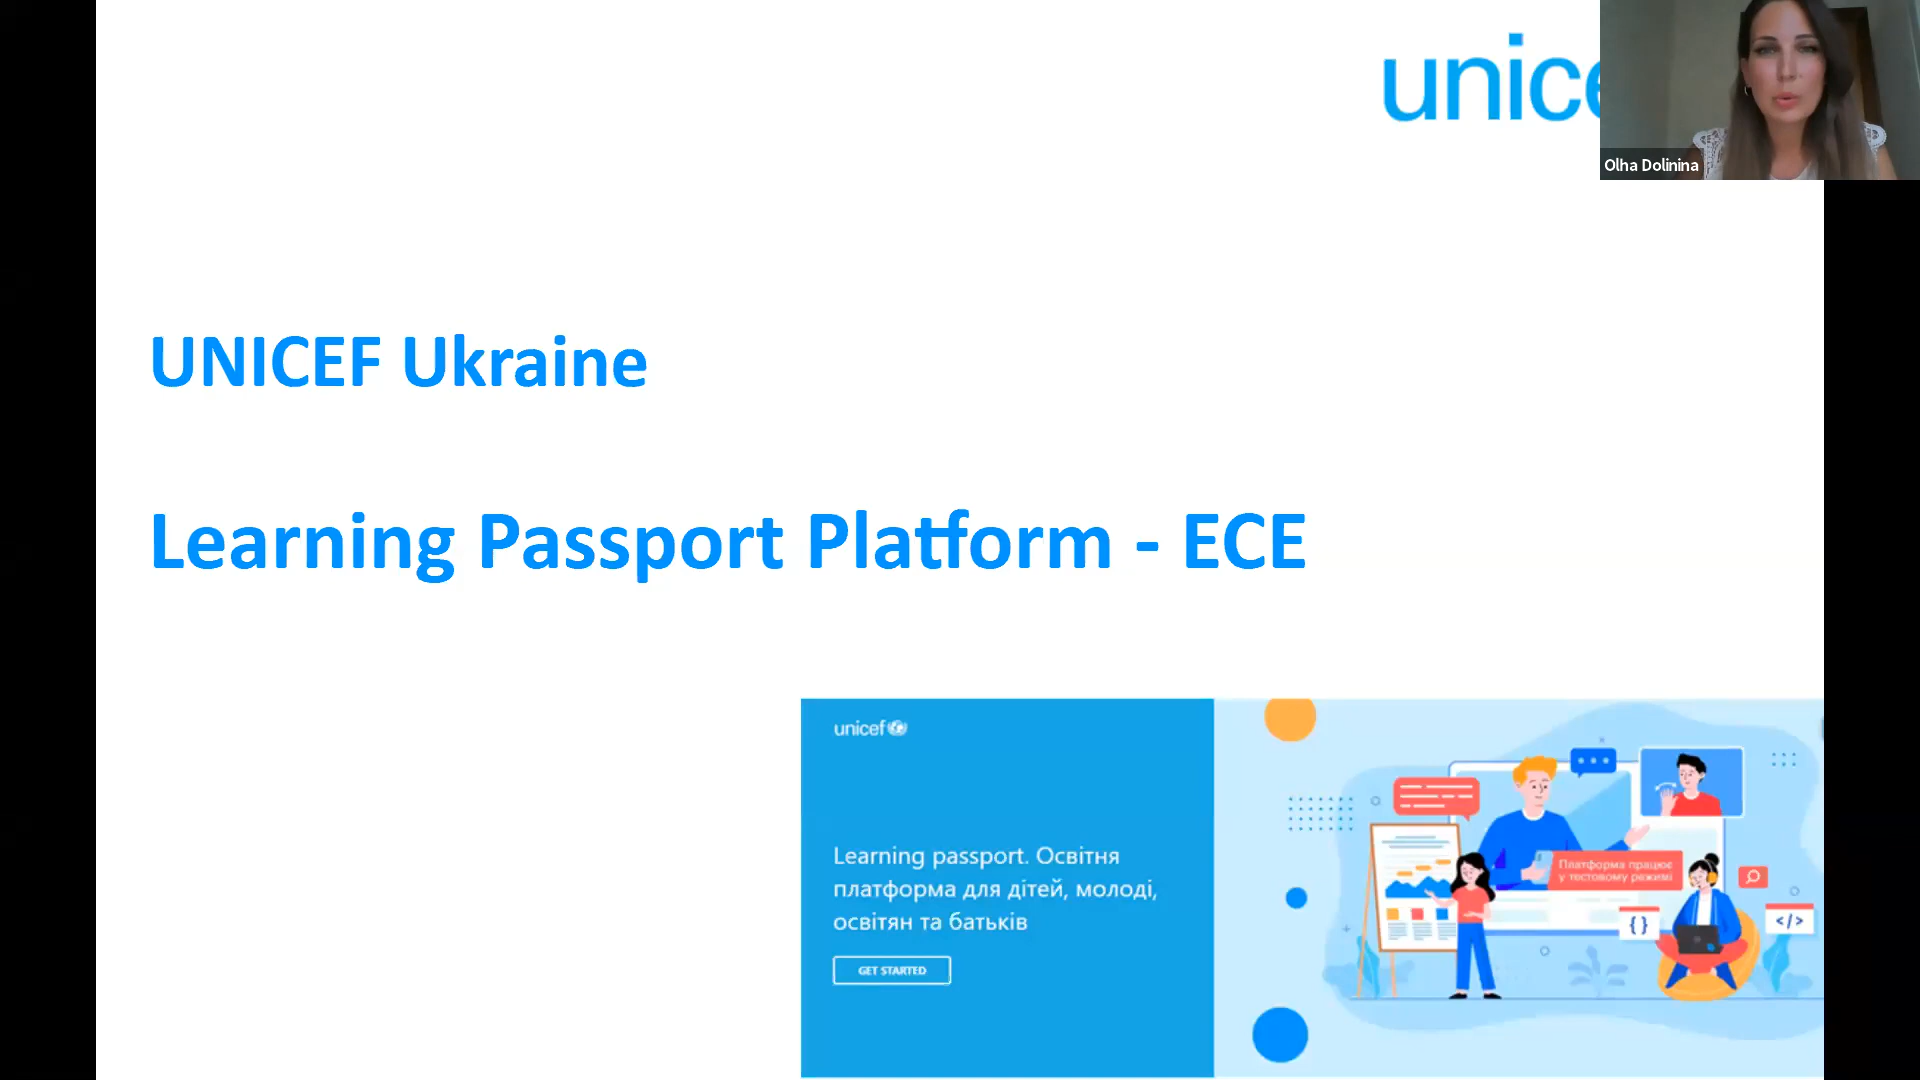 unice
Olha Dolinina
UNICEF Ukraine
Learning Passport Platform - ECE
unicef
Learning passport. Освітня
платформа для дітей, молоді,
освітян та батьків
GET STARTED
Платформа працює
у тестовому режимі
{ }
</>